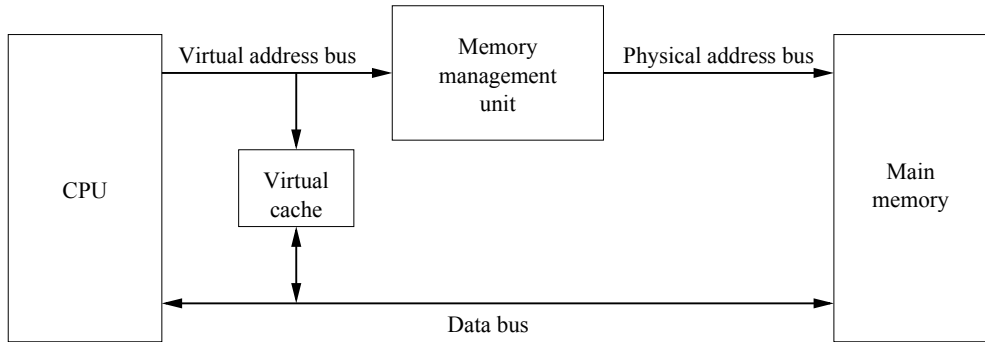 Virtual address bus
Memory
management
unit
Physical address bus
CPU
Virtual
cache
Main
memory
Data bus